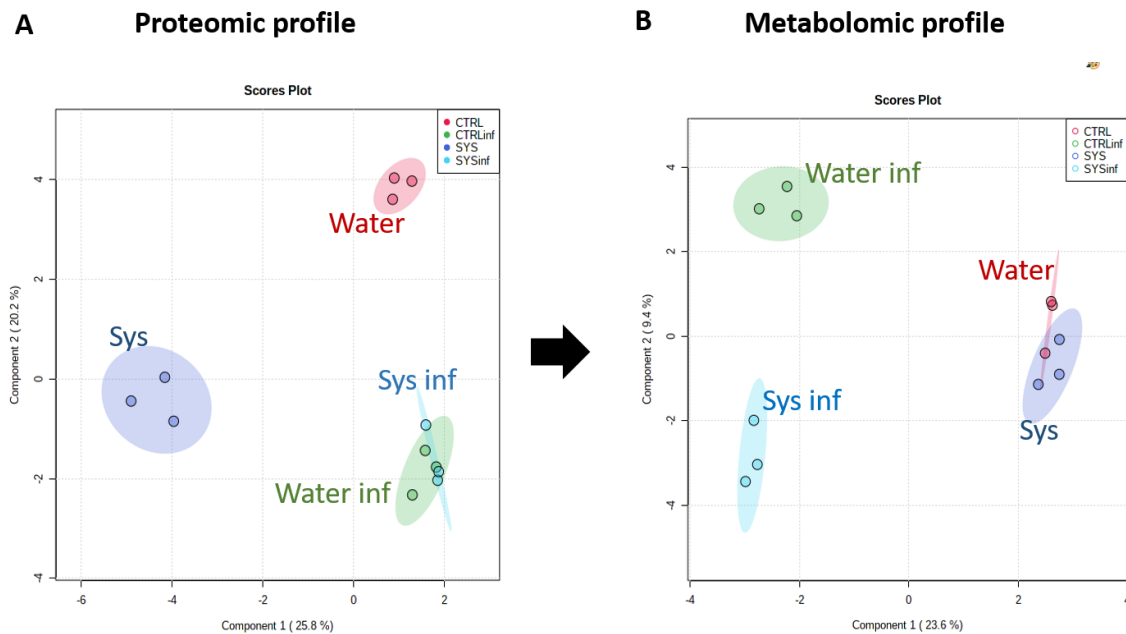 A Proteomic profile
B Metabolomic profile
Scores Plot
CTRL
CTRLinf
SYS
SYSinf
Water
Sys
Sys inf
Water inf
4
2
0
-2
-4
Component 2 ( 20.2 %)
-6 -4 -2 0 2
Component 1 ( 25.8 %)
Scores Plot
CTRL
CTRLinf
SYS
SYSinf
Water inf
Water
Sys inf
Sys
4
2
0
-2
-4
Component 2 ( 9.4 %)
-4 -2 0 2 4
Component 1 ( 23.6 %)